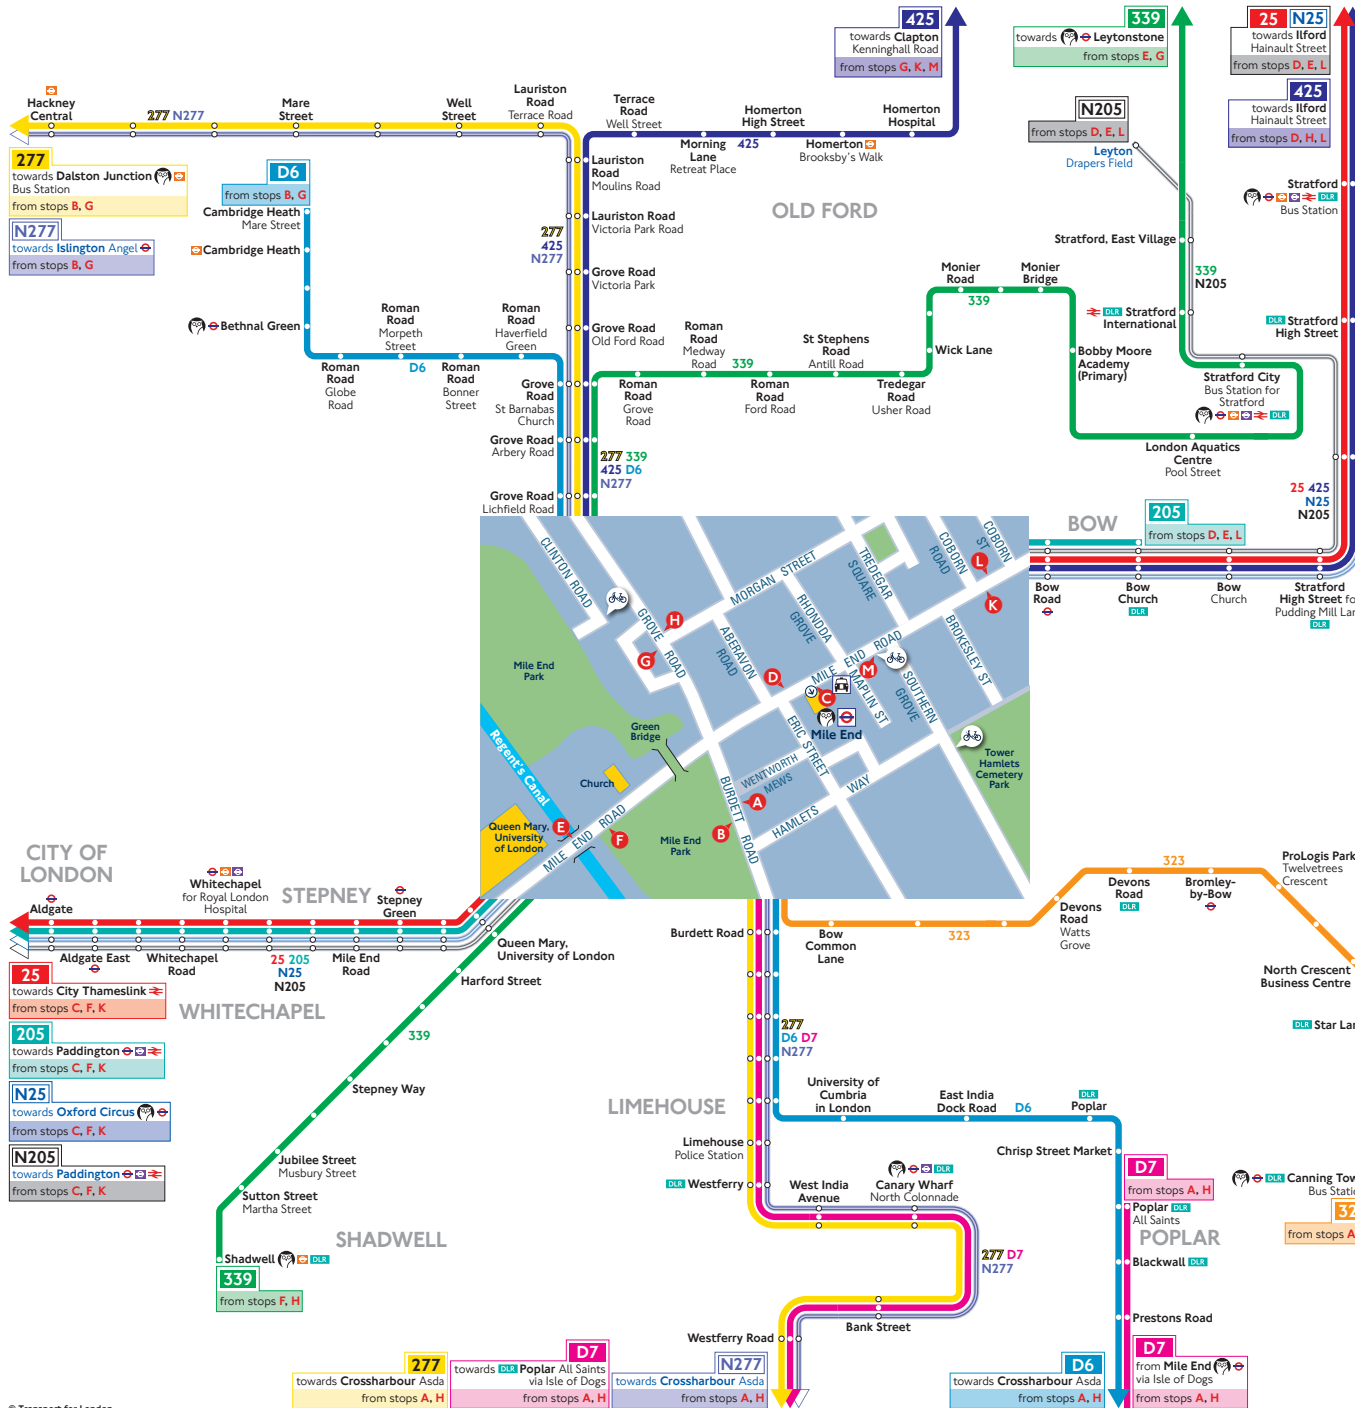 425
towards Clapton
Kenninghall Road
from stops G, K, M
339
towards Leytonstone
from stops E, G
25 N25
towards Ilford
Hainault Street
from stops D, E, L
425
towards Ilford
Hainault Street
from stops D, H, L
N205
from stops D, E, L
Leyton
Drapers Field
Hackney
Central
277 N277
Mare
Street
Well
Street
Lauriston
Road
Terrace Road
Terrace
Road
Well Street
Morning
Lane
Retreat Place
Homerton
High Street
425
Homerton
Brooksby's Walk
Homerton
Hospital
277
towards Dalston Junction
Bus Station
from stops B, G
N277
towards Islington Angel
from stops B, G
D6
from stops B, G
Cambridge Heath
Mare Street
Cambridge Heath
Bethnal Green
Lauriston
Road
Moulins Road
Lauriston Road
Victoria Park Road
277
425
N277
Grove Road
Victoria Park
Grove Road
Old Ford Road
OLD FORD
Stratford
DLR
Bus Station
Stratford, East Village
339
N205
DLR Stratford
International
DLR Stratford
High Street
Monier
Road
339
Monier
Bridge
Roman
Road
Morpeth
Street
Roman
Road
Haverfield
Green
Roman
Road
Globe
Road
D6
Roman
Road
Bonner
Street
Grove
Road
St Barnabas
Church
Grove Road
Arbery Road
Grove Road
Lichfield Road
Roman
Road
Medway
Road
339
St Stephens
Road
Antill Road
Wick Lane
Bobby Moore
Academy
(Primary)
Roman
Road
Grove
Road
Roman
Road
Ford Road
Tredegar
Road
Usher Road
Stratford City
Bus Station for
Stratford
DLR
London Aquatics
Centre
Pool Street
277 339
425 D6
N277
25 425
N25
N205
BOW
205
from stops D, E, L
Bow
Road
Bow
Church
DLR
Bow
Church
Stratford
High Street
DLR
CLINTON ROAD
GROVE ROAD
MORGAN STREET
TREDEGAR
SQUARE
COBORN
ROAD
COBORN
ST
RHONDDA
GROVE
ABERAVON
ROAD
MILE END ROAD
MAPLIN ST
SOUTHERN
GROVE
BROKESLEY ST
ERIC STREET
WENTWORTH
MEWS
HAMLETS WAY
BURDETT ROAD
MILE END ROAD
Mile End
Park
Green
Bridge
Regent's Canal
Church
Queen Mary,
University
of London
Mile End
Park
Mile End
Tower
Hamlets
Cemetery
Park
A
B
C
D
E
F
G
H
K
L
M
CITY OF
LONDON
Aldgate
Whitechapel
for Royal London
Hospital
STEPNEY
Stepney
Green
Aldgate East
Whitechapel
Road
25 205
N25
N205
Mile End
Road
Queen Mary,
University of London
Harford Street
339
Stepney Way
Jubilee Street
Musbury Street
Sutton Street
Martha Street
Shadwell DLR
339
from stops F, H
WHITECHAPEL
SHADWELL
25
towards City Thameslink
from stops C, F, K
205
towards Paddington
from stops C, F, K
N25
towards Oxford Circus
from stops C, F, K
N205
towards Paddington
from stops C, F, K
Burdett Road
277
D6 D7
N277
LIMEHOUSE
Limehouse
Police Station
DLR Westferry
Bow
Common
Lane
323
Devons
Road
Watts
Grove
Devons
Road
DLR
323
Bromley-
by-Bow
ProLogis Park
Twelvetrees
Crescent
North Crescent
Business Centre
DLR
University of
Cumbria
in London
East India
Dock Road
D6
DLR
Poplar
Chrisp Street Market
West India
Avenue
DLR
Canary Wharf
North Colonnade
D7
from stops A, H
Poplar DLR
All Saints
POPLAR
Blackwall DLR
Prestons Road
DLR Canning
277 D7
N277
Bank Street
Westferry Road
277
towards Crossharbour Asda
from stops A, H
D7
towards DLR Poplar All Saints
via Isle of Dogs
from stops A, H
N277
towards Crossharbour Asda
from stops A, H
D6
towards Crossharbour Asda
from stops A, H
D7
from Mile End
via Isle of Dogs
from stops A, H